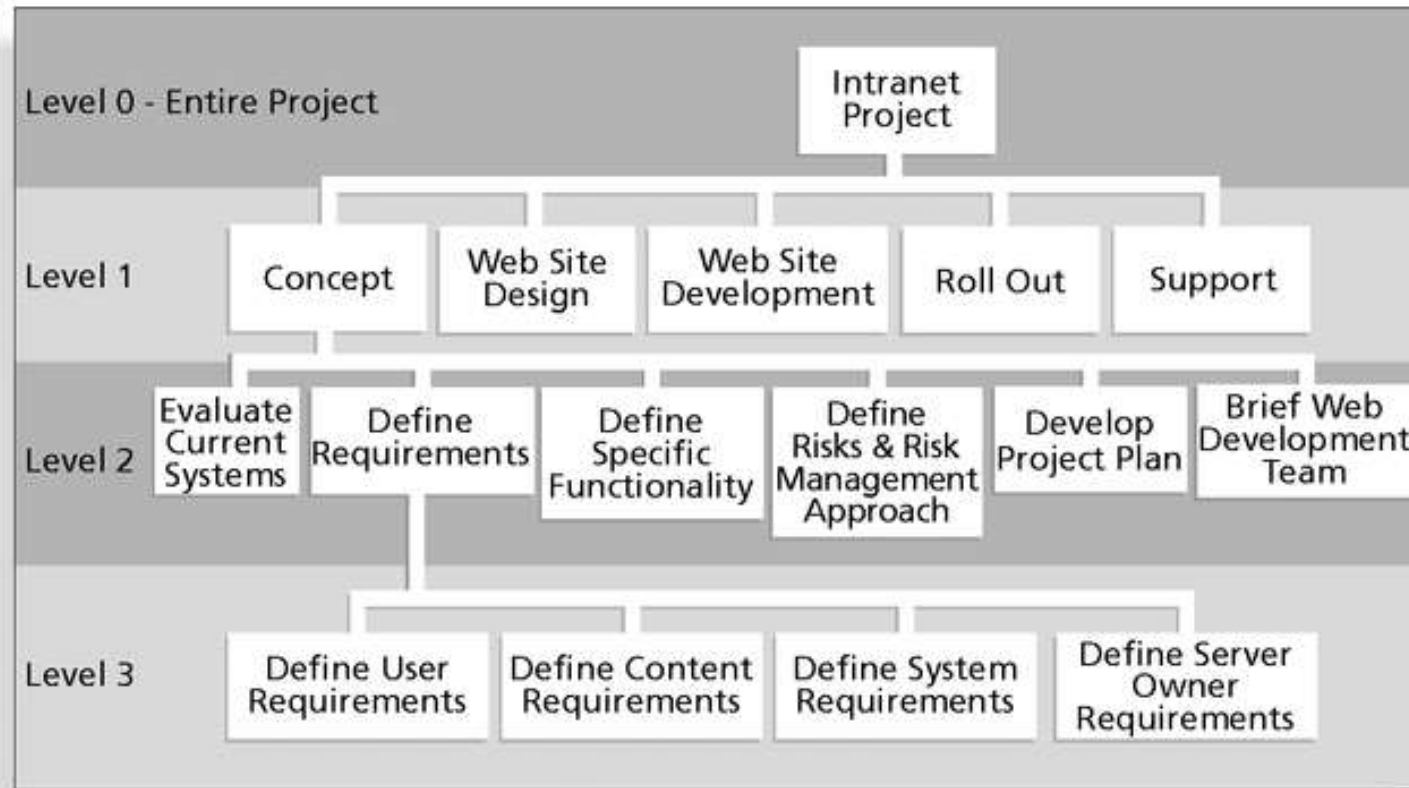 Level 0 - Entire Project
Intranet
Project
Level 1
Concept
Web Site
Design
Web Site
Development
Roll Out
Support
Level 2
Evaluate
Current
Systems
Define
Requirements
Define
Specific
Functionality
Define
Risks & Risk
Management
Approach
Develop
Project Plan
Brief Web
Development
Team
Level 3
Define User
Requirements
Define Content
Requirements
Define System
Requirements
Define Server
Owner
Requirements